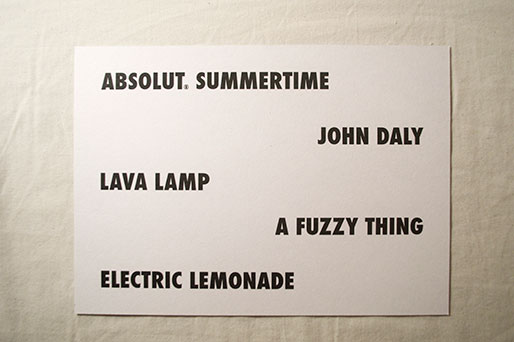 ABSOLUT® SUMMERTIME
JOHN DALY
LAVA LAMP
A FUZZY THING
ELECTRIC LEMONADE